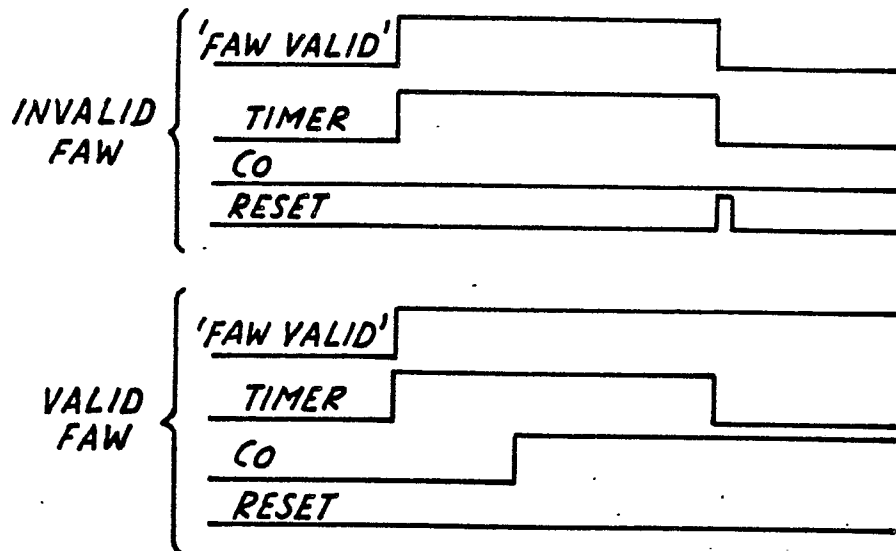 'FAW VALID'
INVALID
FAW
TIMER
CO
RESET
'FAW VALID'
VALID
FAW
TIMER
CO
RESET